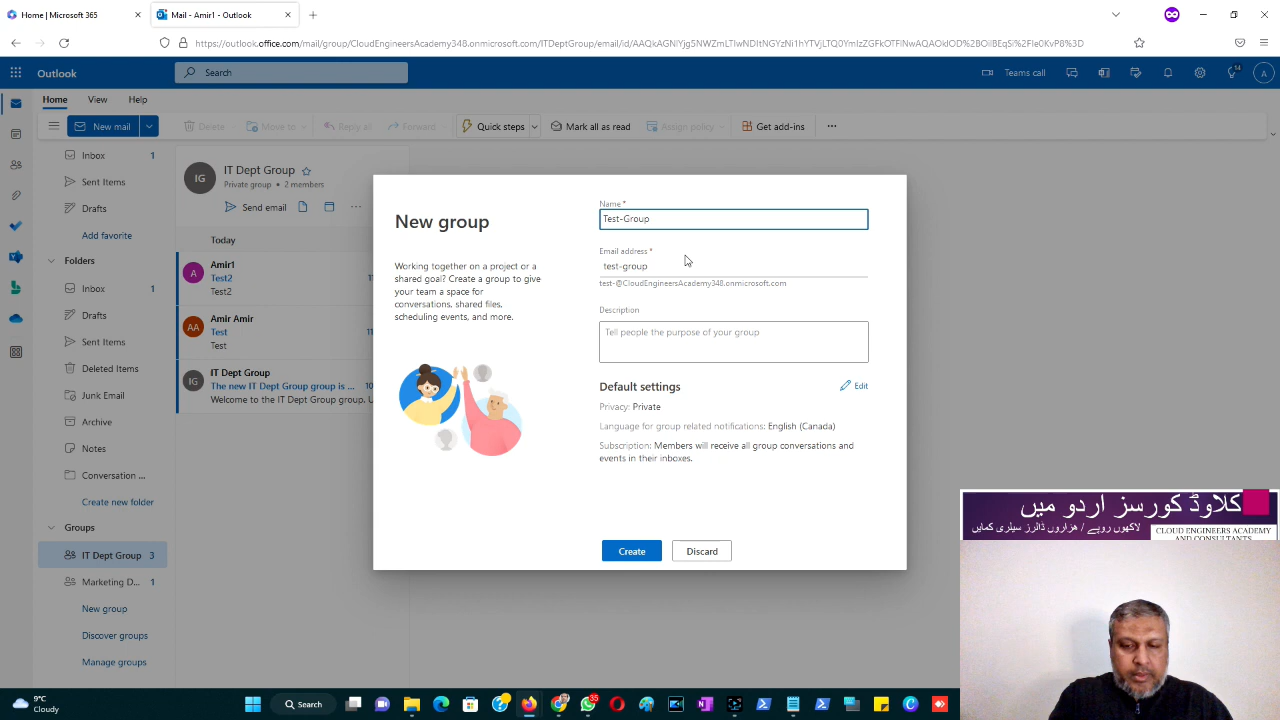 Home | Microsoft 365
Mail - Amir1 - Outlook
https://outlook.office.com/mail/group/CloudEngineersAcademy348.onmicrosoft.com/ITDeptGroup/email/id/
Outlook
Search
Teams call
14
A
Home View Help
New mail
Delete
Move to
Reply all
Forward
Quick steps
Mark all as read
Assign policy
Get add-ins
Inbox 1
Sent Items
Drafts
Add favorite
Folders
Inbox 1
Drafts
Sent Items
Deleted Items
Junk Email
Archive
Notes
Conversation ...
Create new folder
Groups
IT Dept Group 3
Marketing D... 1
New group
Discover groups
Manage groups
IG
IT Dept Group
Private group • 2 members
Send email
Today
A
Amir1
Test2
Test2
AA
Amir Amir
Test
Test
IG
IT Dept Group
The new IT Dept Group group is ...
Welcome to the IT Dept Group group.
New group
Working together on a project or a
shared goal? Create a group to give
your team a space for
conversations, shared files,
scheduling events, and more.
Name *
Test-Group
Email address *
test-group
test-@CloudEngineersAcademy348.onmicrosoft.com
Description
Tell people the purpose of your group
Default settings
Edit
Privacy: Private
Language for group related notifications: English (Canada)
Subscription: Members will receive all group conversations and
events in their inboxes.
Create
Discard
کلاوڈ کورسز اردو میں
لاکھوں روپے / ہزاروں ڈالرز سیلری کمایں
CLOUD ENGINEERS ACADEMY
AND CONSULTANTS
9°C
Cloudy
Search
35